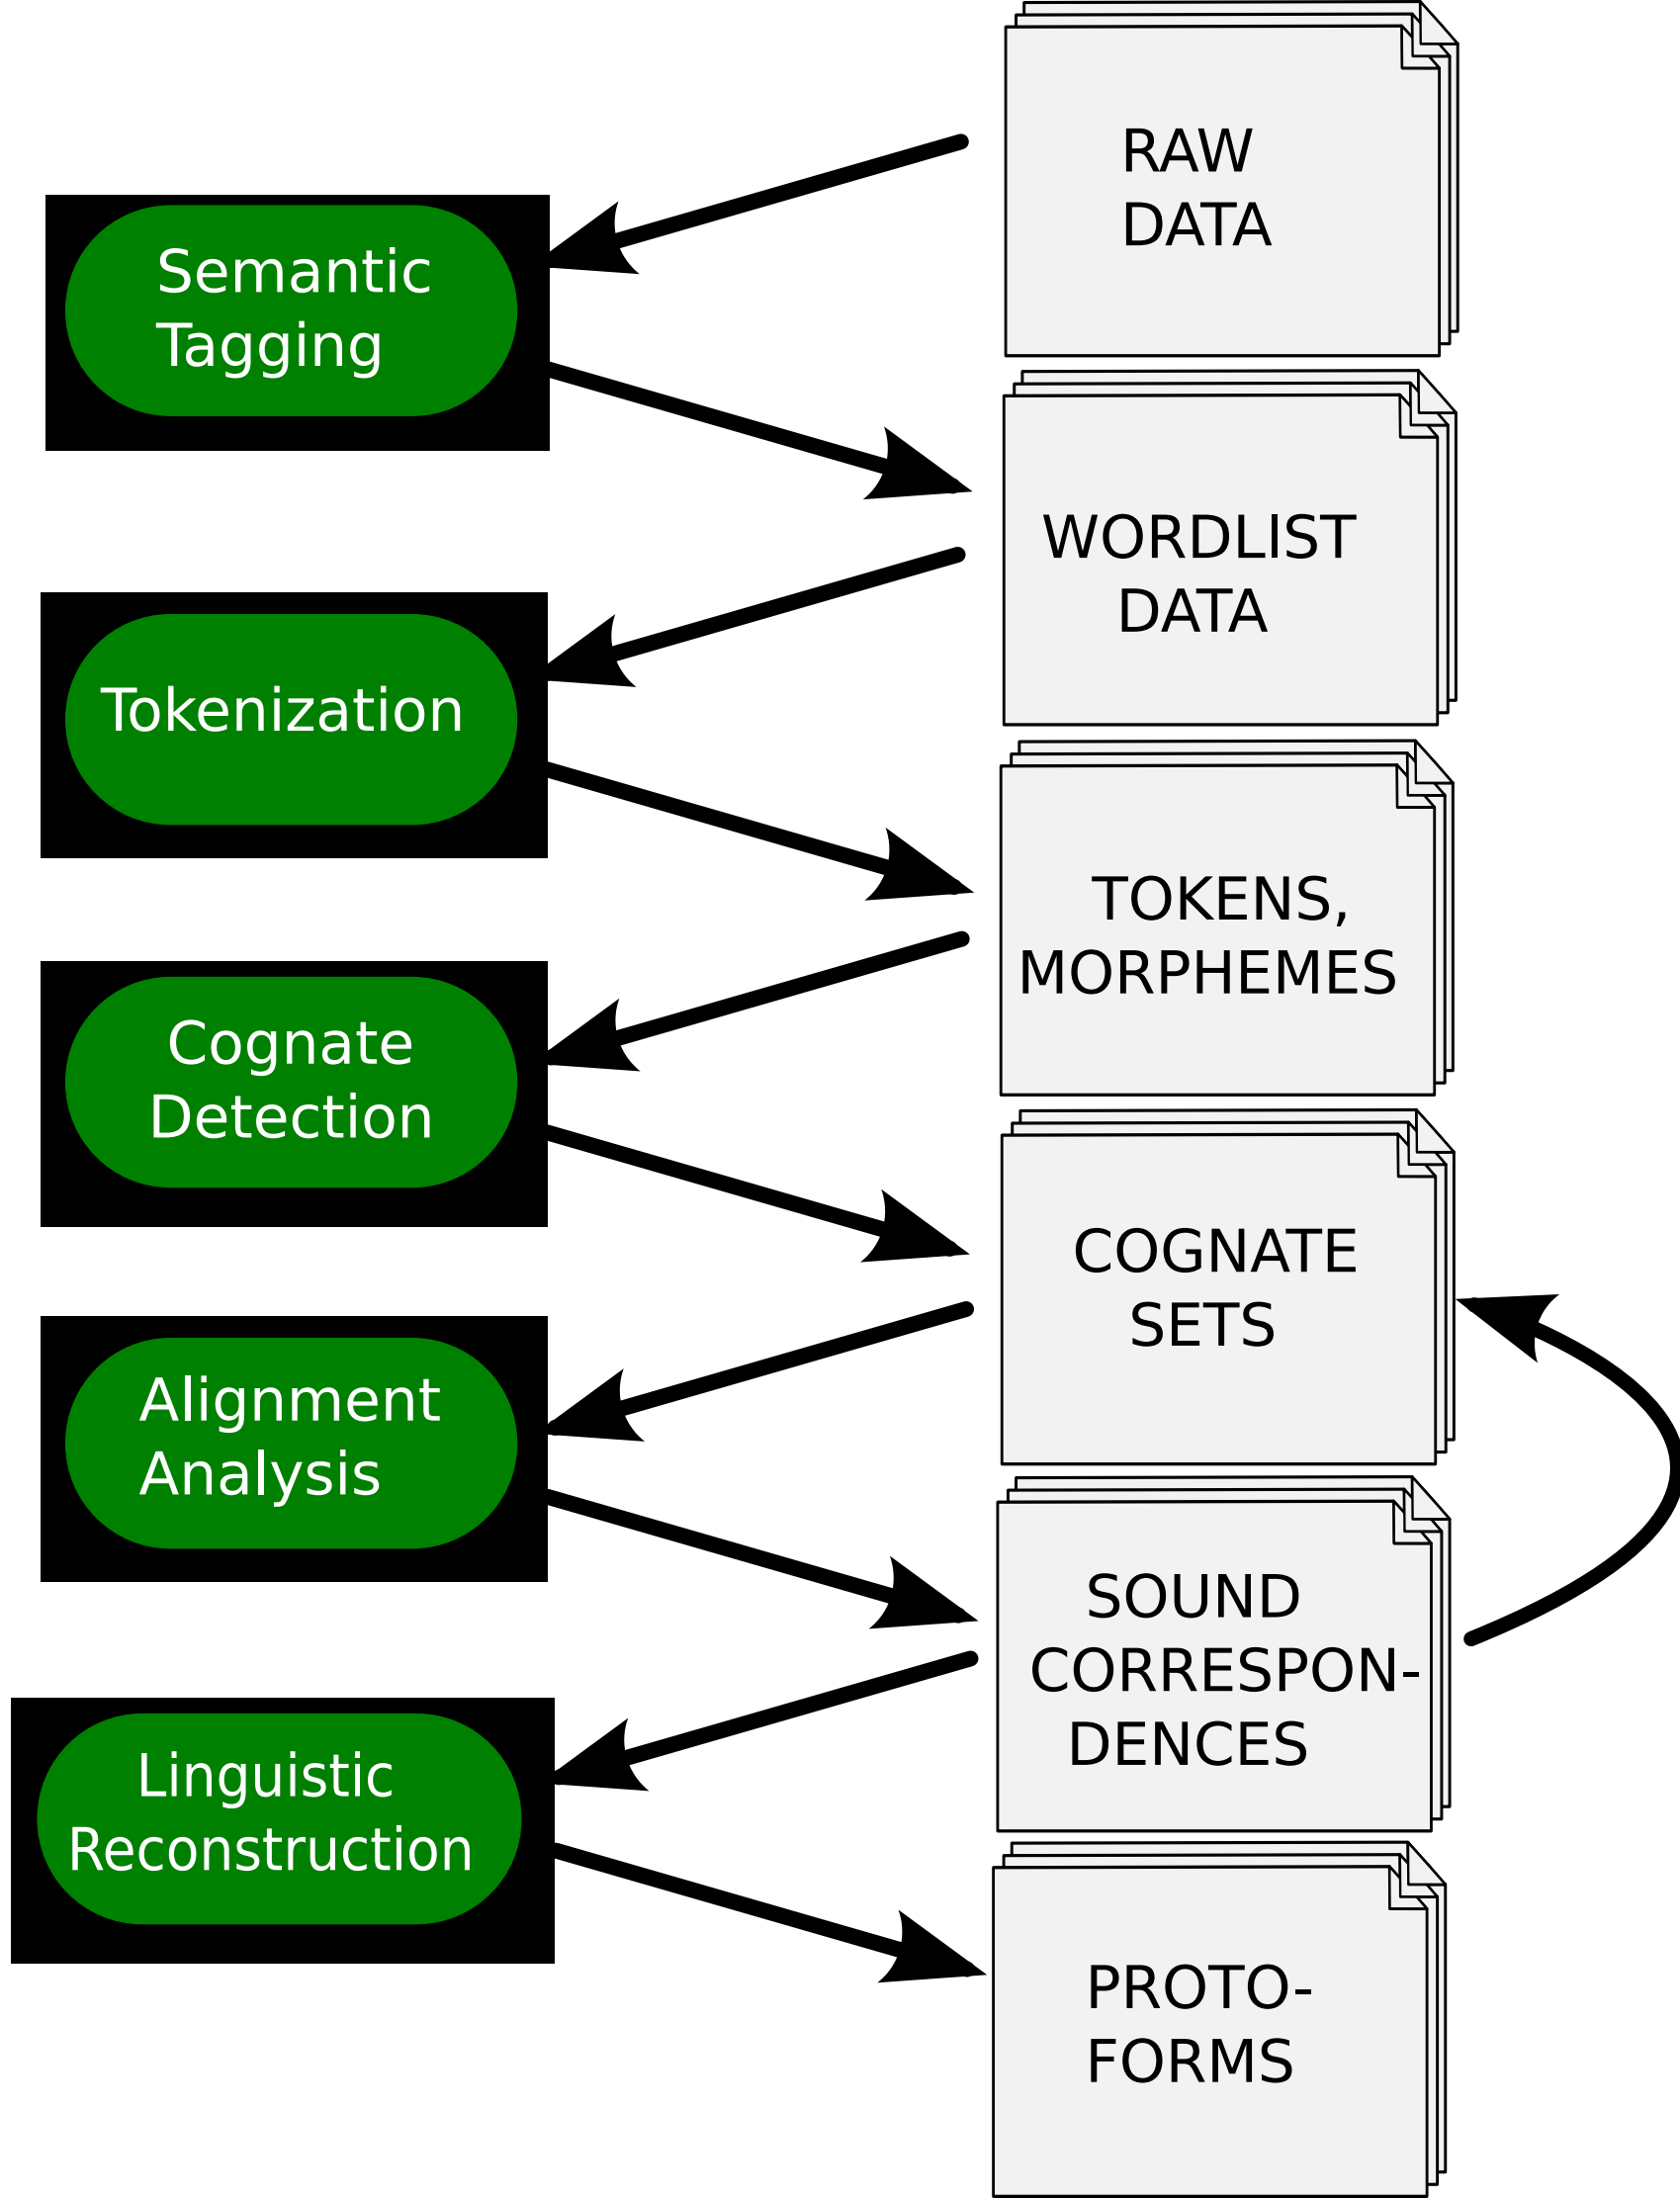 RAW
DATA
Semantic
Tagging
WORDLIST
DATA
Tokenization
TOKENS,
MORPHEMES
Cognate
Detection
COGNATE
SETS
Alignment
Analysis
SOUND
CORRESPON-
DENCES
Linguistic
Reconstruction
PROTO-
FORMS